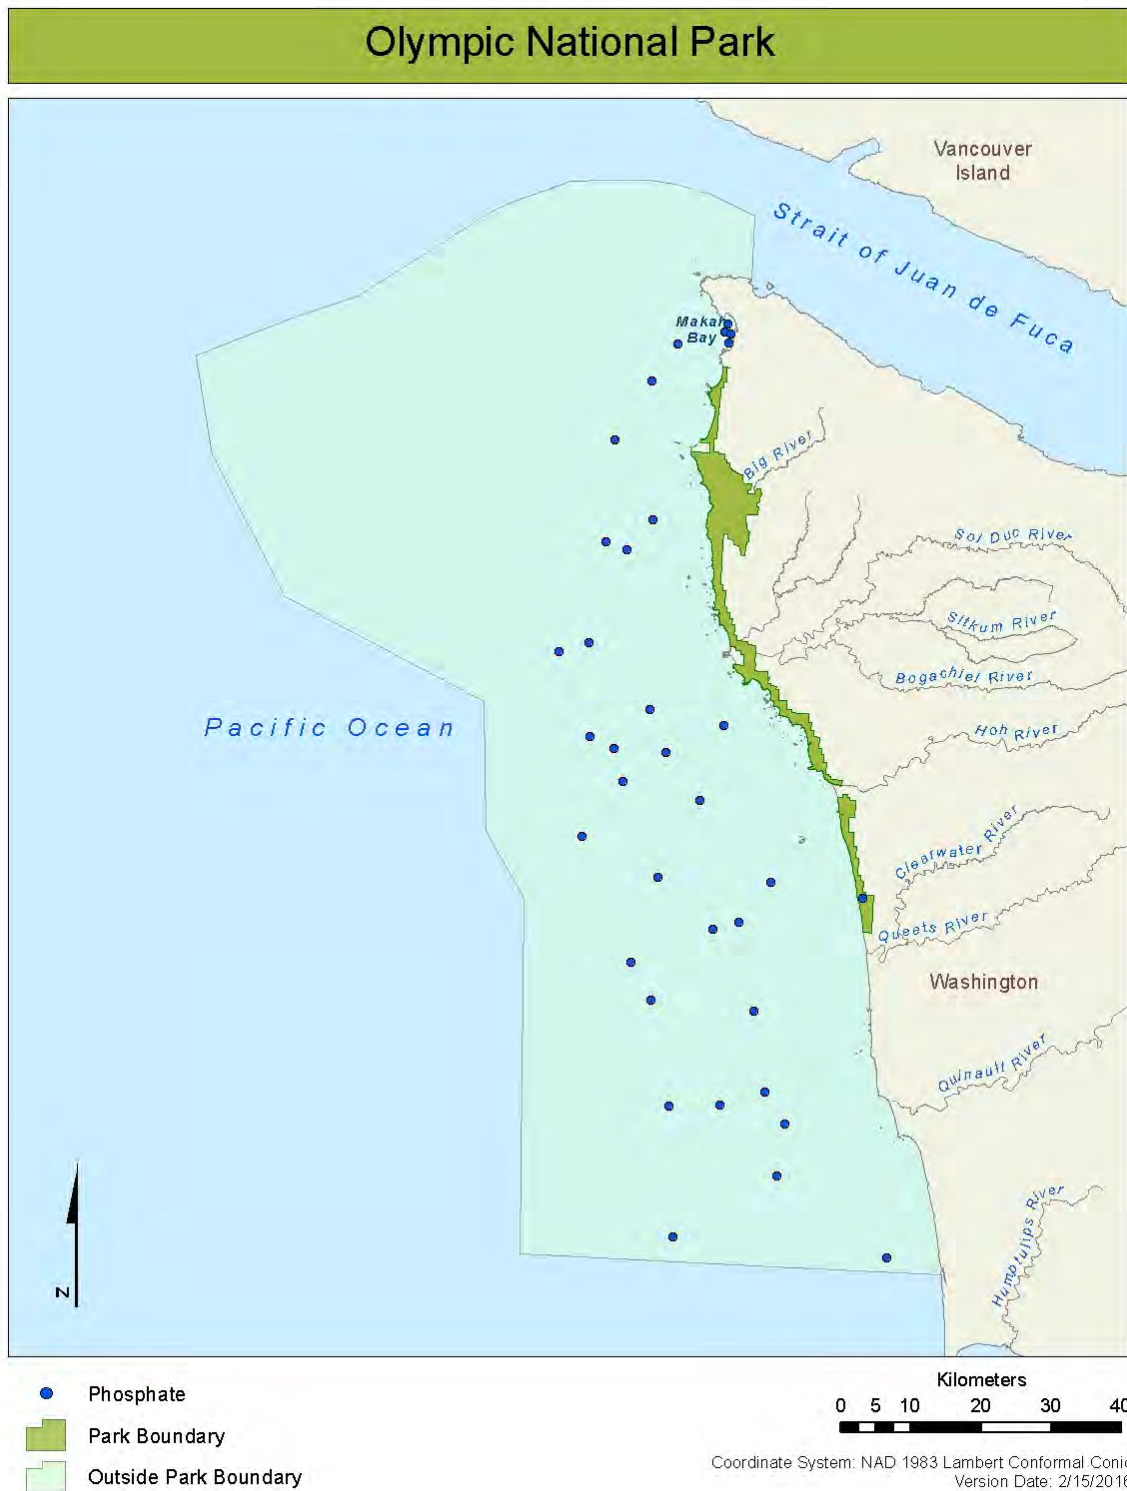 Olympic National Park
Vancouver
Island
Strait of Juan de Fuca
Makah
Bay
Big River
Sol Duc River
Sitkum River
Bogachiel River
Pacific Ocean
Hoh River
Clearwater River
Queets River
Washington
Quinault River
Humptulips River
N
Phosphate
Park Boundary
Outside Park Boundary
Kilometers
0 5 10 20 30 40
Coordinate System: NAD 1983 Lambert Conformal Conic
Version Date: 2/15/2016